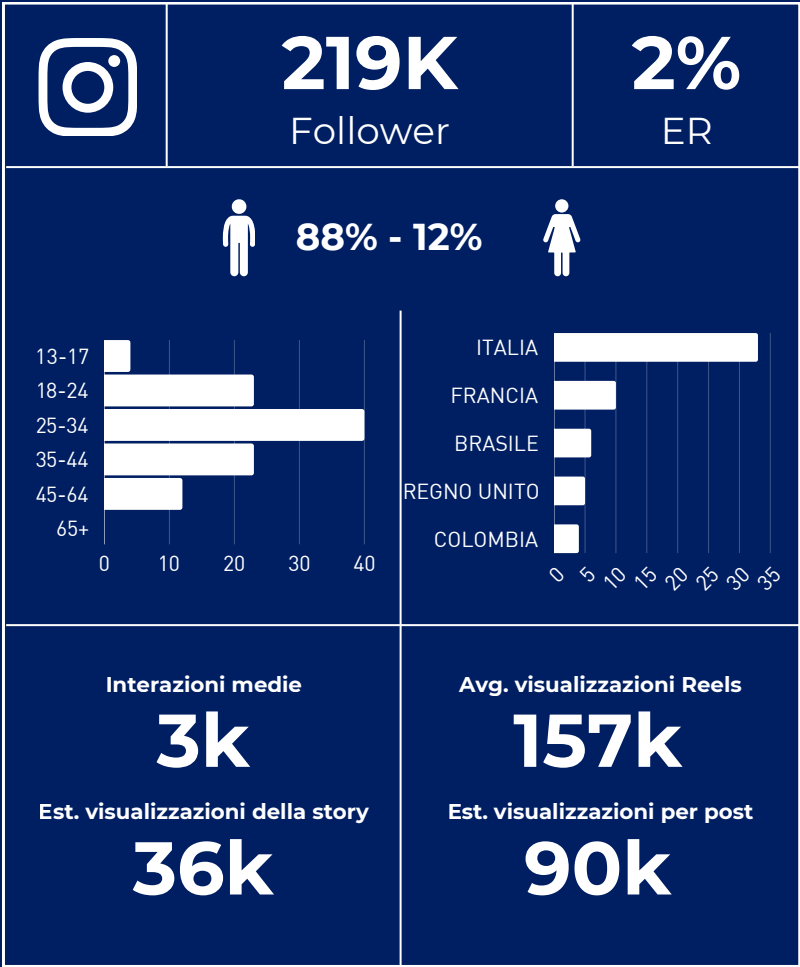 219K
Follower
2%
ER
88% - 12%
13-17
18-24
25-34
35-44
45-64
65+
0 10 20 30 40
ITALIA
FRANCIA
BRASILE
REGNO UNITO
COLOMBIA
0 5 10 15 20 25 30 35
Interazioni medie
3k
Est. visualizzazioni della story
36k
Avg. visualizzazioni Reels
157k
Est. visualizzazioni per post
90k